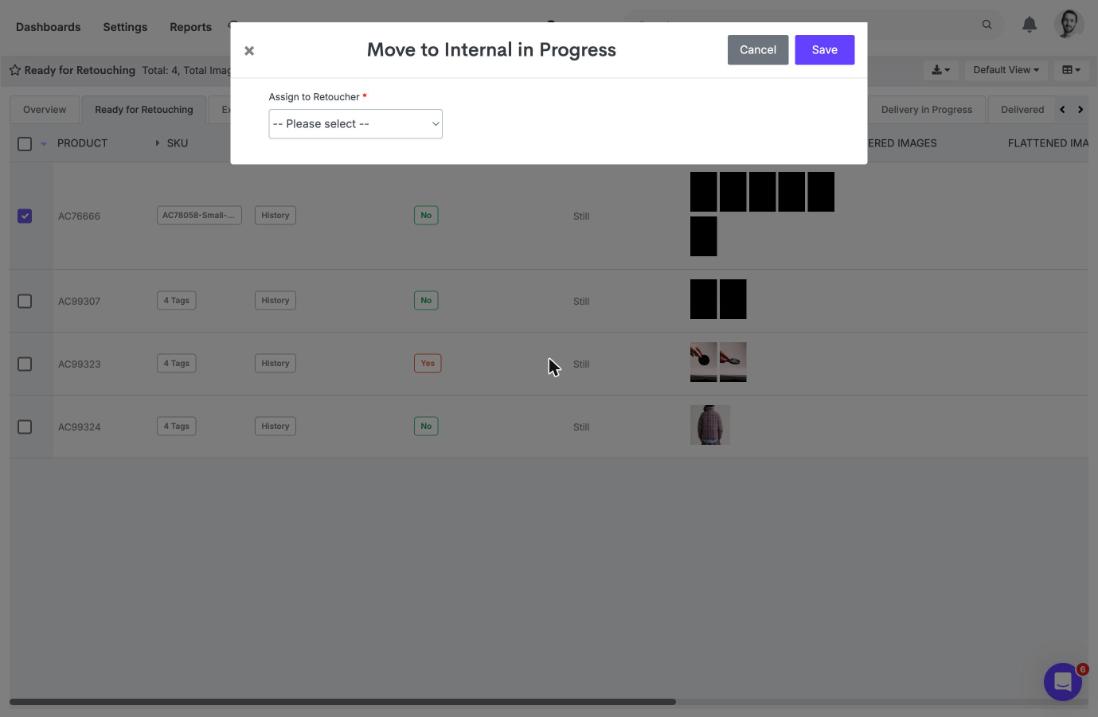 Dashboards Settings Reports
× Move to Internal in Progress Cancel Save
Ready for Retouching Total: 4, Total Imag
Default View
Assign to Retoucher *
-- Please select --
Overview Ready for Retouching Delivery in Progress Delivered
PRODUCT SKU ERED IMAGES FLATTENED IMA
AC76666 AC78058-Small-... History No Still
AC99307 4 Tags History No Still
AC99323 4 Tags History Yes Still
AC99324 4 Tags History No Still
6